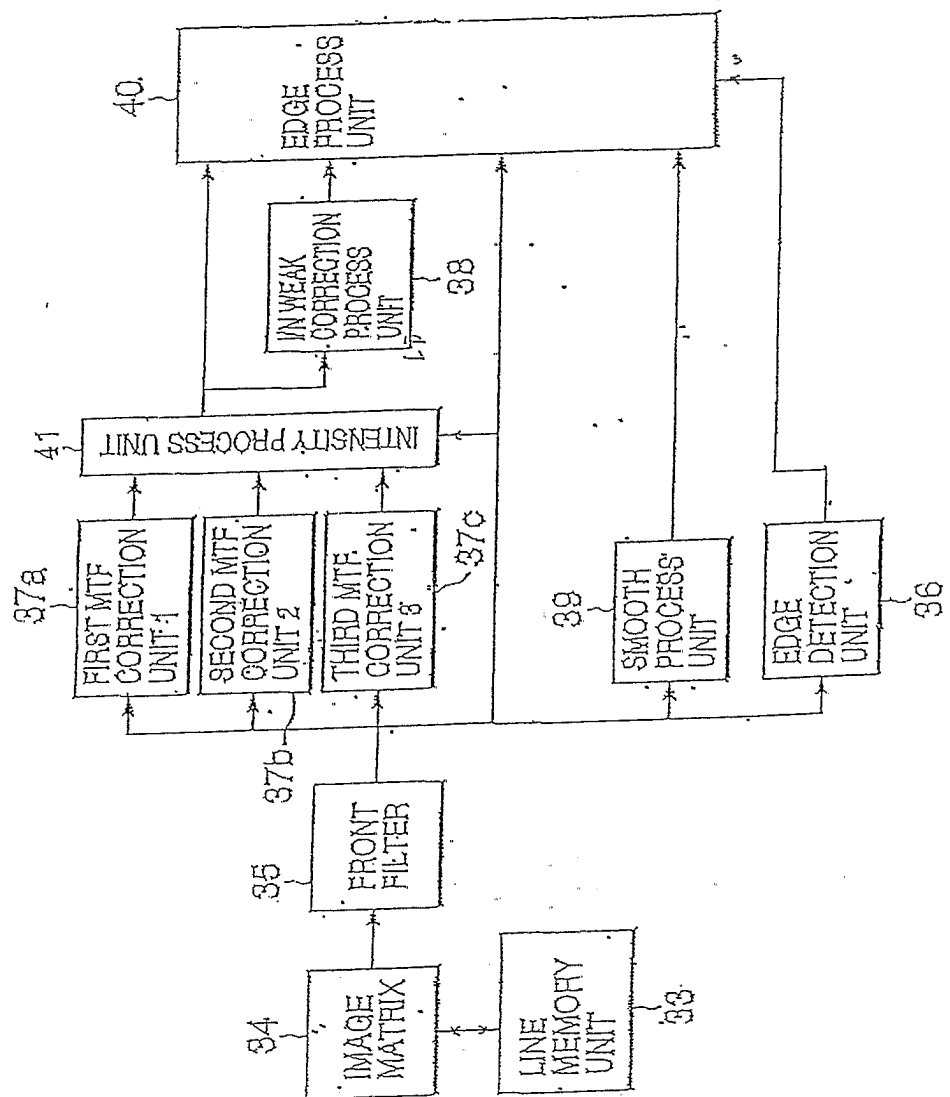 40
EDGE
PROCESS
UNIT
I/N WEAK
CORRECTION
PROCESS
UNIT
38
41
INTENSITY PROCESS UNIT
37a
FIRST MTF
CORRECTION
UNIT 1
SECOND MTF
CORRECTION
UNIT 2
37b
THIRD MTF
CORRECTION
UNIT 3
37c
39
SMOOTH
PROCESS
UNIT
EDGE
DETECTION
UNIT
36
35
FRONT
FILTER
34
IMAGE
MATRIX
LINE
MEMORY
UNIT
33